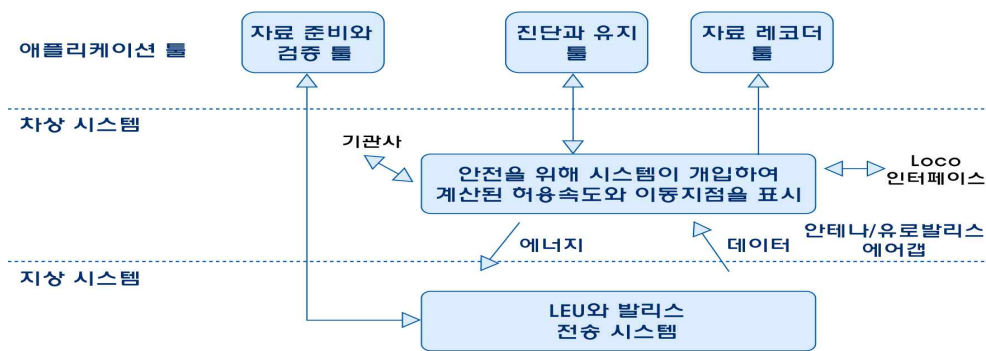 애플리케이션 툴
자료 준비와
검증 툴
진단과 유지
툴
자료 레코더
툴
차상 시스템
기관사
안전을 위해 시스템이 개입하여
계산된 허용속도와 이동지점을 표시
Loco
인터페이스
에너지
데이터
안테나/유로발리스
에어갭
지상 시스템
LEU와 발리스
전송 시스템